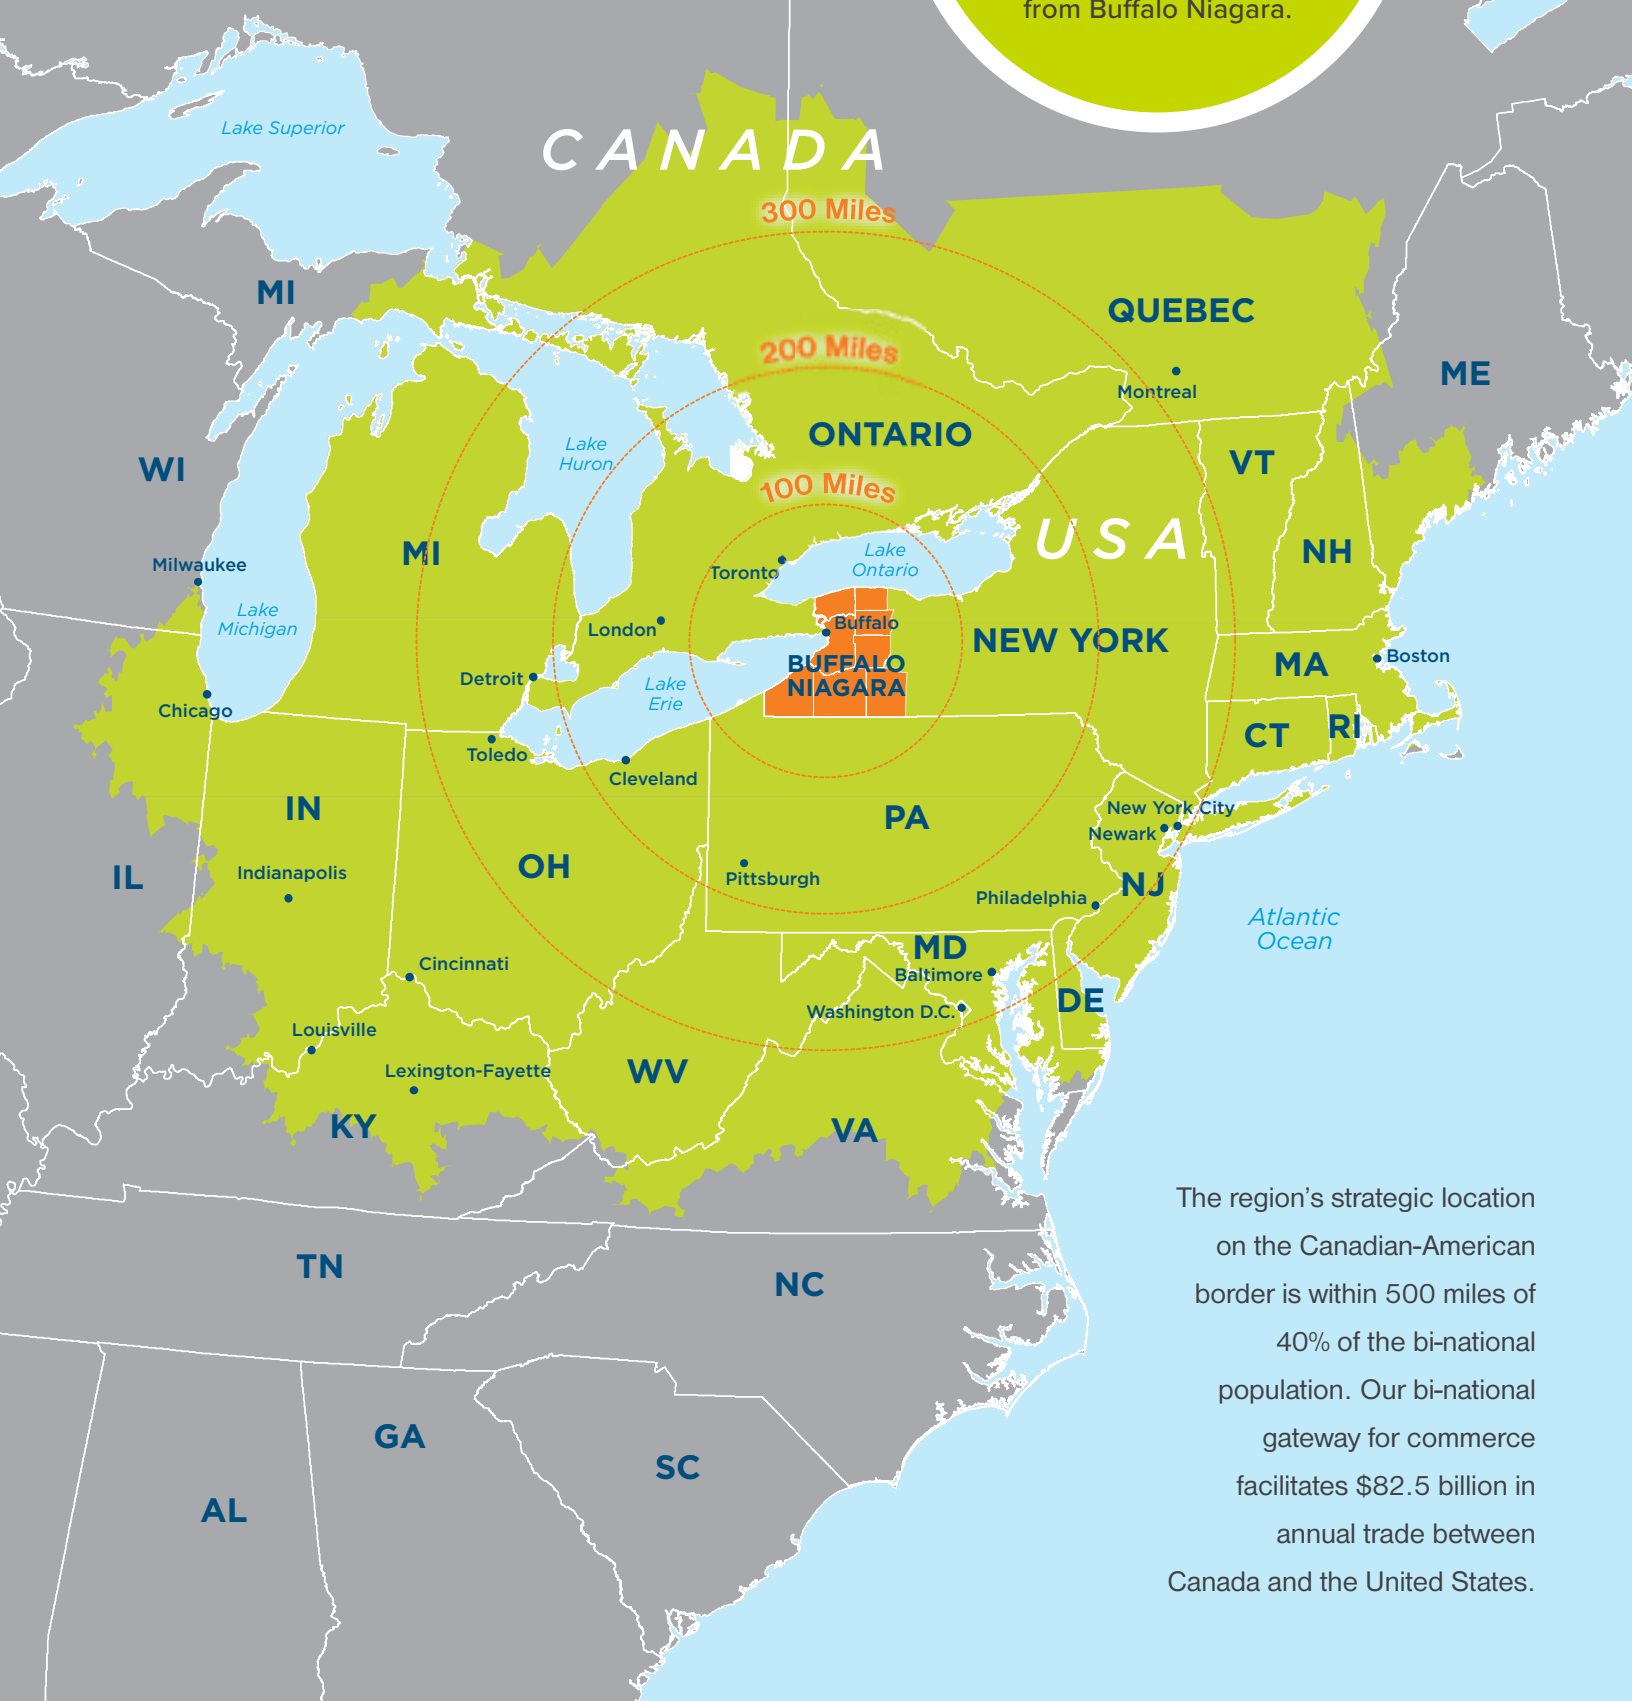 from Buffalo Niagara.
Lake Superior
CANADA
300 Miles
MI
QUEBEC
200 Miles
ME
Montreal
ONTARIO
Lake
Huron
VT
WI
100 Miles
USA
MI
NH
Lake
Ontario
Milwaukee
Toronto
Lake
Michigan
London
Buffalo
NEW YORK
BUFFALO
NIAGARA
MA
Boston
Detroit
Lake
Erie
Chicago
RI
CT
Toledo
Cleveland
IN
New York City
PA
Newark
OH
IL
Indianapolis
Pittsburgh
NJ
Philadelphia
Atlantic
Ocean
MD
Cincinnati
Baltimore
DE
Washington D.C.
Louisville
Lexington-Fayette
WV
KY
VA
The region’s strategic location
on the Canadian-American
border is within 500 miles of
40% of the bi-national
population. Our bi-national
gateway for commerce
facilitates $82.5 billion in
annual trade between
Canada and the United States.
TN
NC
GA
SC
AL